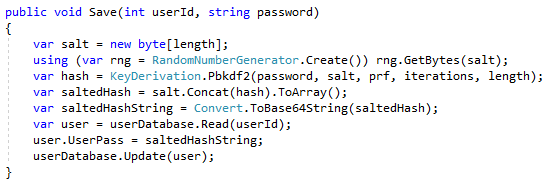 public void Save(int userId, string password)
{
    var salt = new byte[length];
    using (var rng = RandomNumberGenerator.Create()) rng.GetBytes(salt);
    var hash = KeyDerivation.Pbkdf2(password, salt, prf, iterations, length);
    var saltedHash = salt.Concat(hash).ToArray();
    var saltedHashString = Convert.ToBase64String(saltedHash);
    var user = userDatabase.Read(userId);
    user.UserPass = saltedHashString;
    userDatabase.Update(user);
}